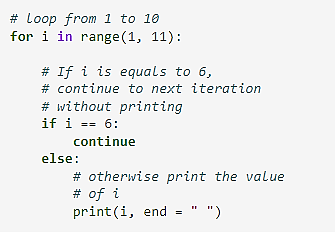 # loop from 1 to 10
for i in range(1, 11):
# If i is equals to 6,
# continue to next iteration
# without printing
if i == 6:
continue
else:
# otherwise print the value
# of i
print(i, end = " ")